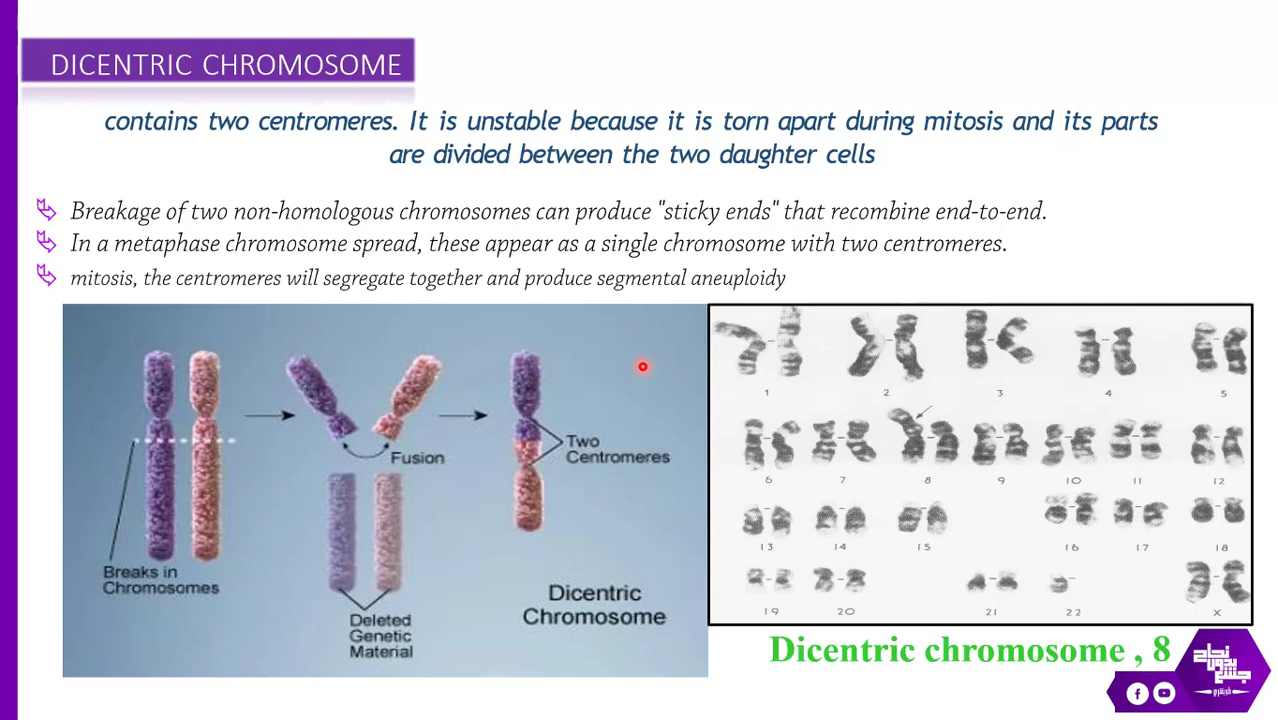 DICENTRIC CHROMOSOME
contains two centromeres. It is unstable because it is torn apart during mitosis and its parts
are divided between the two daughter cells
Breakage of two non-homologous chromosomes can produce "sticky ends" that recombine end-to-end.
In a metaphase chromosome spread, these appear as a single chromosome with two centromeres.
mitosis, the centromeres will segregate together and produce segmental aneuploidy
Breaks in
Chromosomes
Fusion
Deleted
Genetic
Material
Two
Centromeres
Dicentric
Chromosome
1 2 3 4 5
6 7 8 9 10 11 12
13 14 15 16 17 18
19 20 21 22 X
Dicentric chromosome , 8